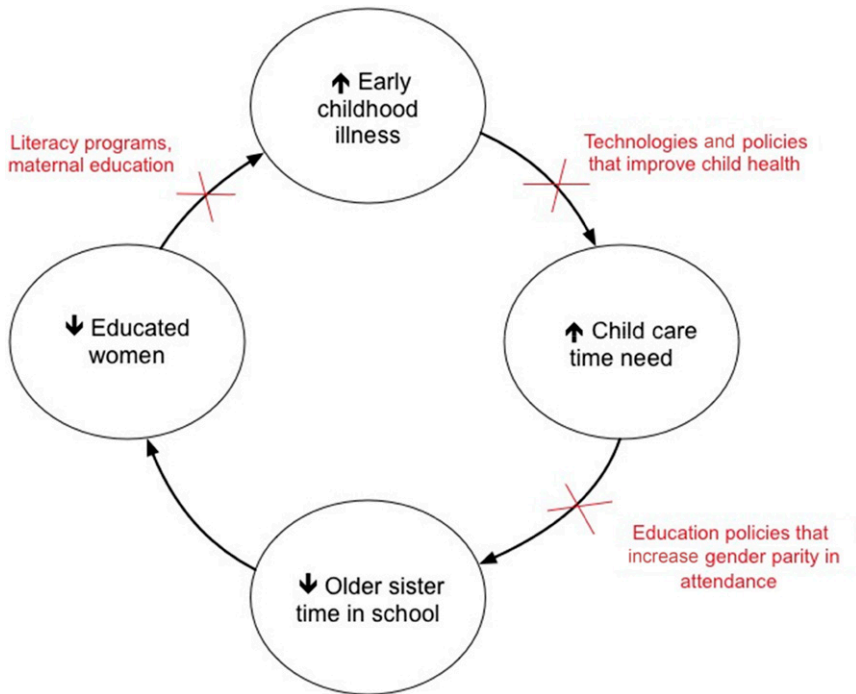 ↑ Early
childhood
illness
Literacy programs,
maternal education
Technologies and policies
that improve child health
↓ Educated
women
↑ Child care
time need
Education policies that
increase gender parity in
attendance
↓ Older sister
time in school